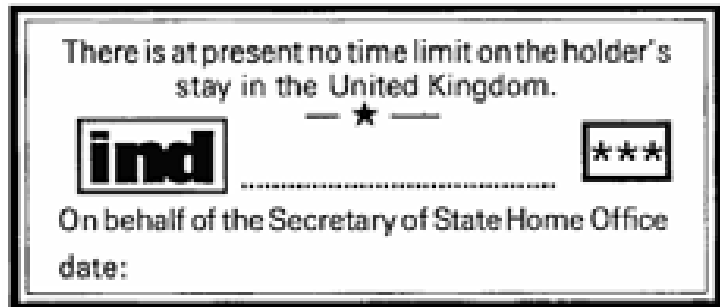 There is at present no time limit on the holder's
stay in the United Kingdom.
— ★ —
ind ***
On behalf of the Secretary of State Home Office
date: